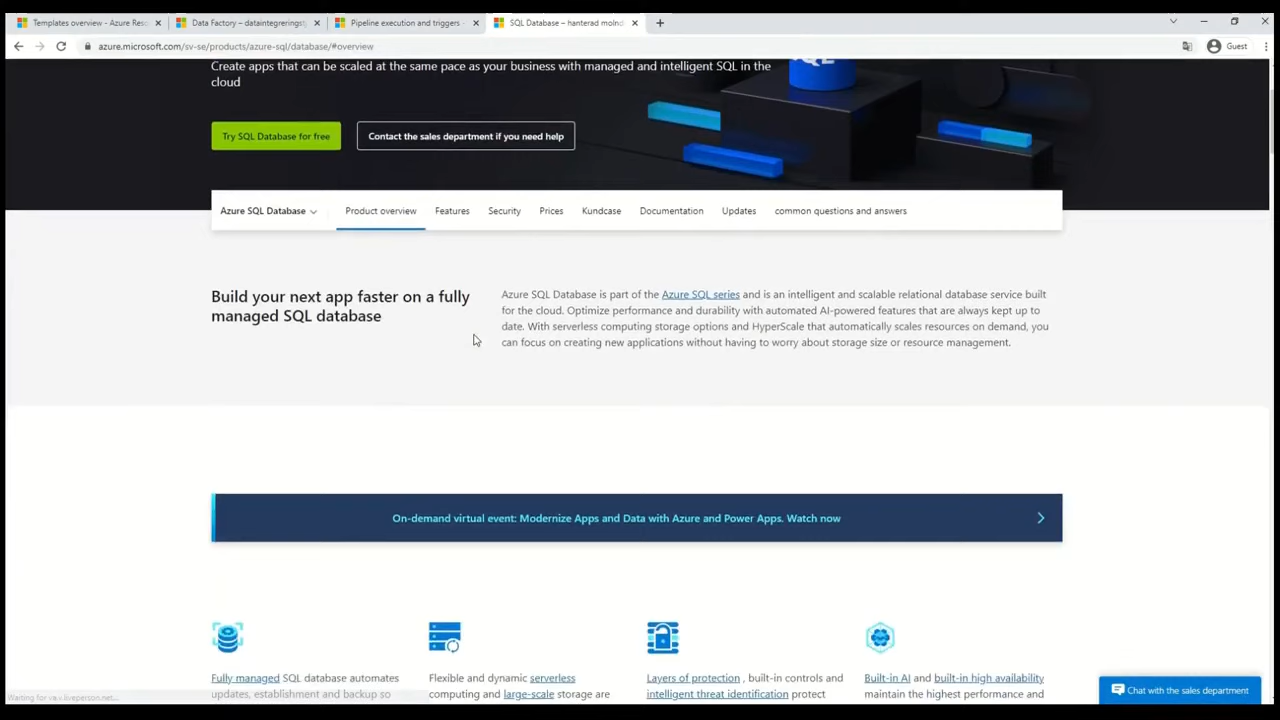 Templates overview - Azure Reso
Data Factory – dataintegreringst
Pipeline execution and triggers -
SQL Database – hanterad molnd
azure.microsoft.com/sv-se/products/azure-sql/database/#overview
Guest
Create apps that can be scaled at the same pace as your business with managed and intelligent SQL in the
cloud
Try SQL Database for free
Contact the sales department if you need help
Azure SQL Database
Product overview
Features
Security
Prices
Kundcase
Documentation
Updates
common questions and answers
Build your next app faster on a fully
managed SQL database
Azure SQL Database is part of the Azure SQL series and is an intelligent and scalable relational database service built
for the cloud. Optimize performance and durability with automated AI-powered features that are always kept up to
date. With serverless computing storage options and HyperScale that automatically scales resources on demand, you
can focus on creating new applications without having to worry about storage size or resource management.
On-demand virtual event: Modernize Apps and Data with Azure and Power Apps. Watch now
Fully managed SQL database automates
updates, establishment and backup so
Flexible and dynamic serverless
computing and large-scale storage are
Layers of protection , built-in controls and
intelligent threat identification protect
Built-in AI and built-in high availability
maintain the highest performance and
Waiting for va.v.liveperson.net...
Chat with the sales department